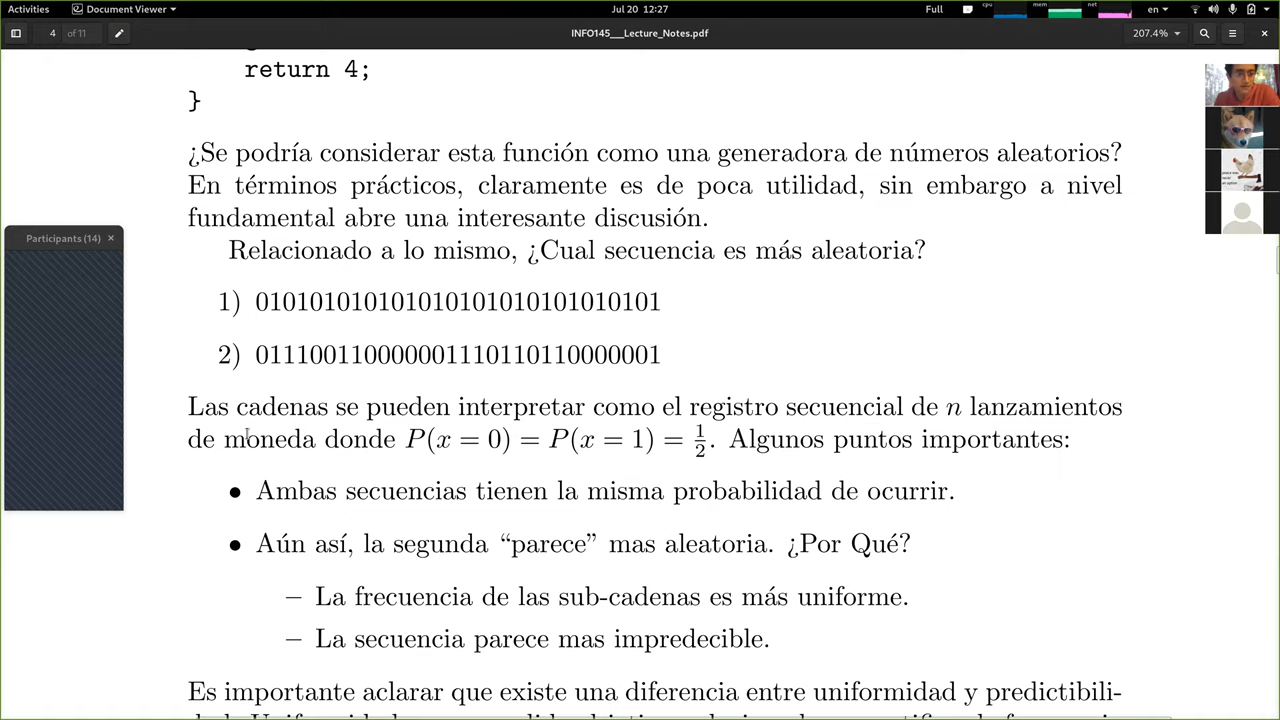 Activities Document Viewer Jul 20 12:27 Full cpu mem net en
4 of 11 INFO145___Lecture_Notes.pdf 207.4%
return 4;
}
¿Se podría considerar esta función como una generadora de números aleatorios?
En términos prácticos, claramente es de poca utilidad, sin embargo a nivel
fundamental abre una interesante discusión.
Relacionado a lo mismo, ¿Cual secuencia es más aleatoria?
1) 0101010101010101010101010101
2) 0111001100000011101101100000001
Las cadenas se pueden interpretar como el registro secuencial de n lanzamientos
de moneda donde P(x = 0) = P(x = 1) = 1/2. Algunos puntos importantes:
• Ambas secuencias tienen la misma probabilidad de ocurrir.
• Aún así, la segunda “parece” mas aleatoria. ¿Por Qué?
– La frecuencia de las sub-cadenas es más uniforme.
– La secuencia parece mas impredecible.
Es importante aclarar que existe una diferencia entre uniformidad y predictibili-
Participants (14)